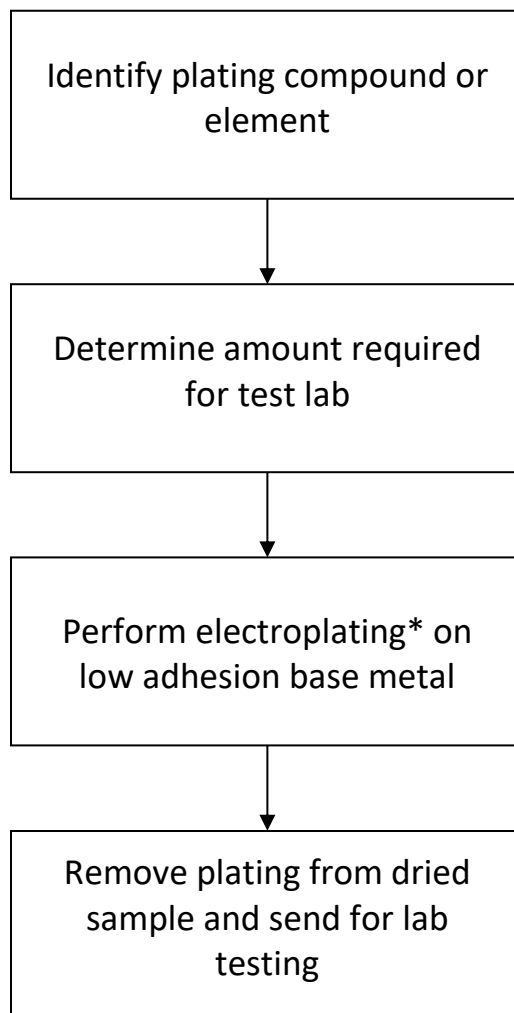 Identify plating compound or
element
Determine amount required
for test lab
Perform electroplating* on
low adhesion base metal
Remove plating from dried
sample and send for lab
testing